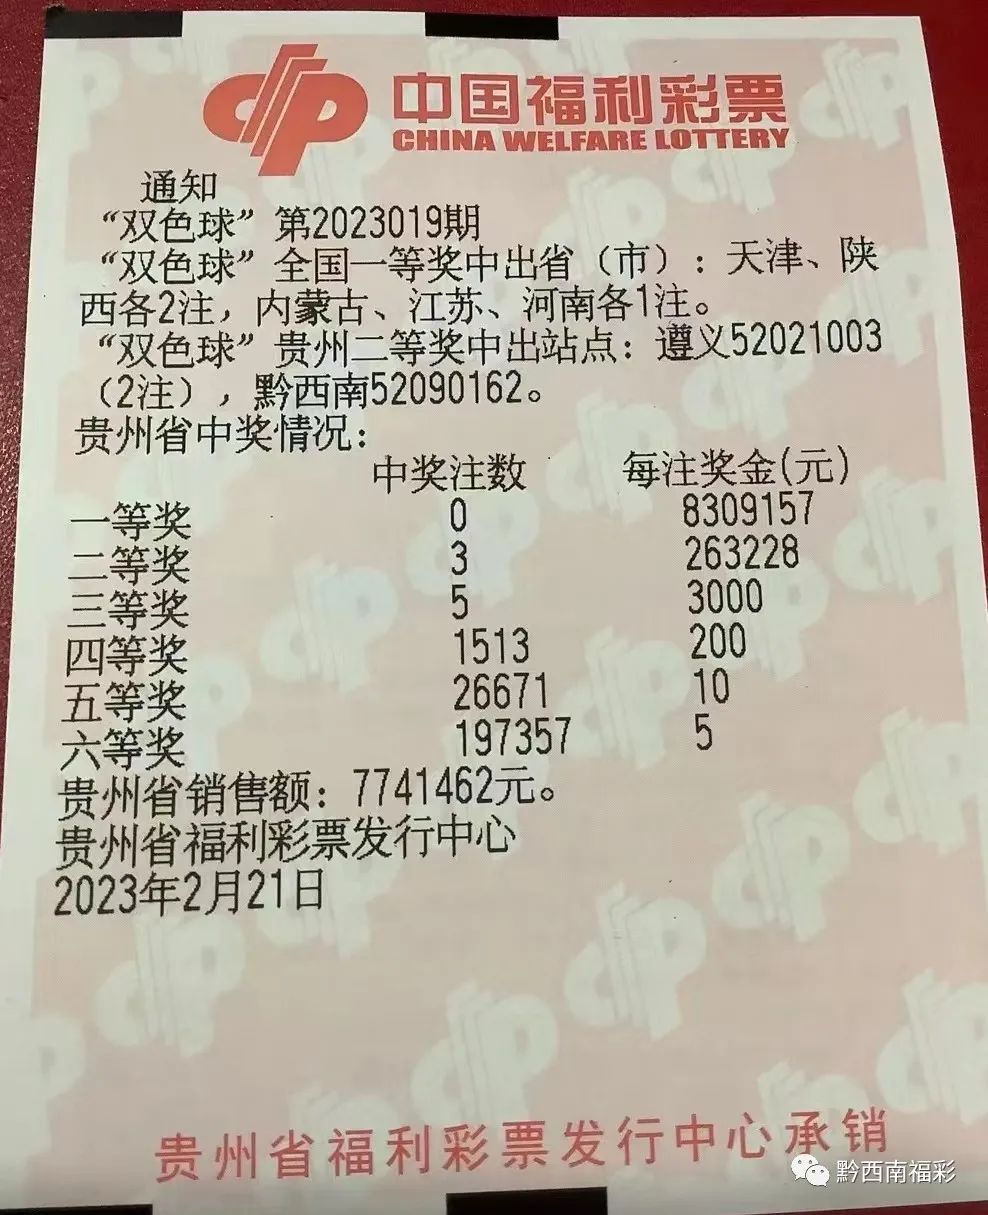 中国福利彩票
CHINA WELFARE LOTTERY
通知
“双色球”第2023019期
“双色球”全国一等奖中出省（市）：天津、陕
西各2注，内蒙古、江苏、河南各1注。
“双色球”贵州二等奖中出站点：遵义52021003
（2注），黔西南52090162。
贵州省中奖情况：
中奖注数 每注奖金(元)
一等奖 0 8309157
二等奖 3 263228
三等奖 5 3000
四等奖 1513 200
五等奖 26671 10
六等奖 197357 5
贵州省销售额：7741462元。
贵州省福利彩票发行中心
2023年2月21日
贵州省福利彩票发行中心承销
黔西南福彩